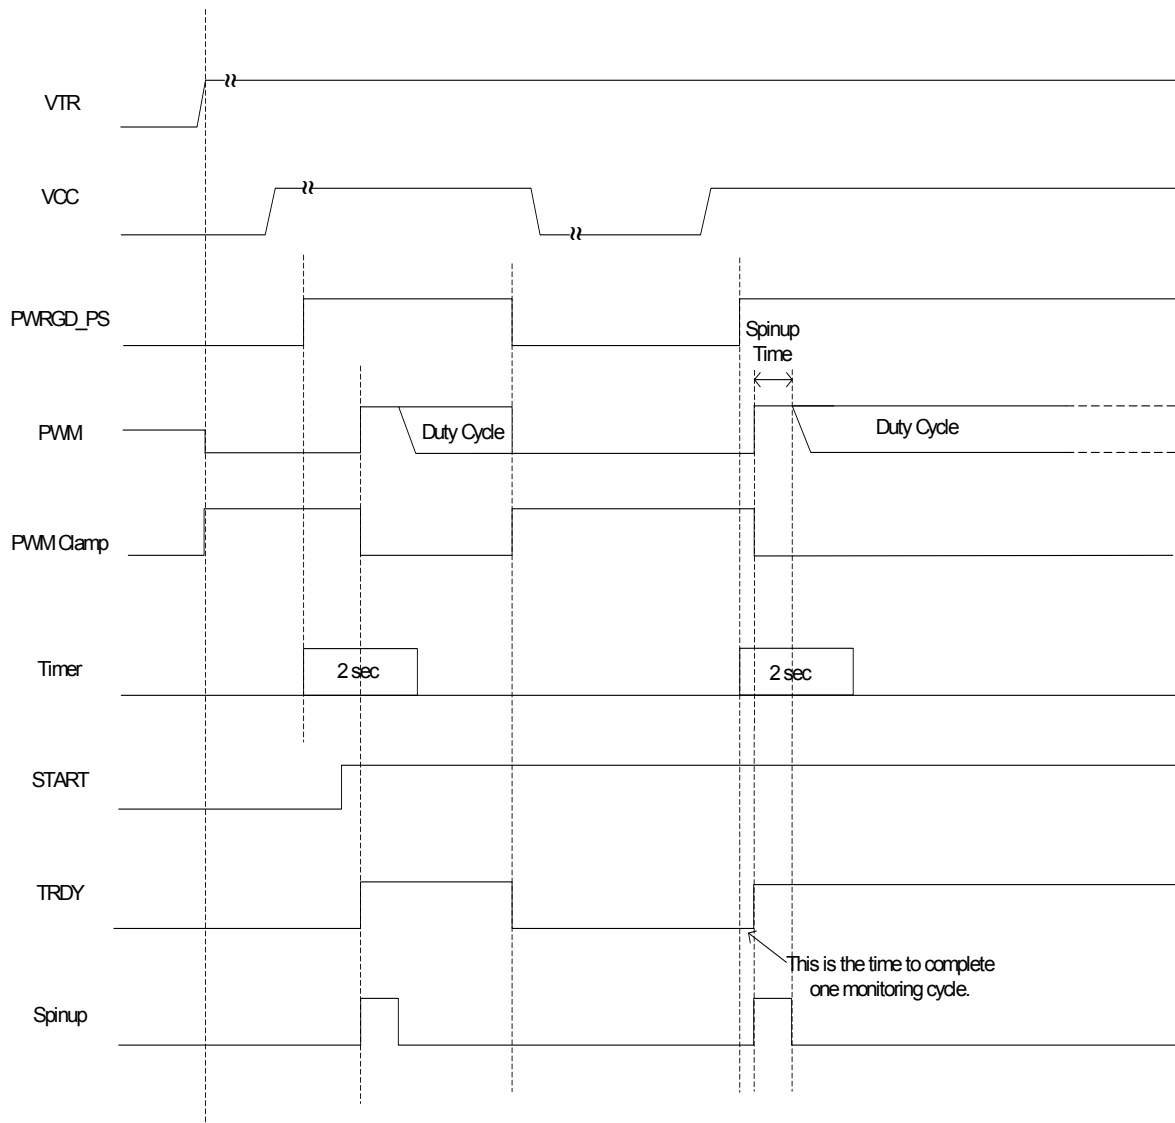 VTR
VCC
PWRGD_PS
Spinup
Time
PWM
Duty Cycle
Duty Cycle
PWM Clamp
Timer
2 sec
2 sec
START
TRDY
This is the time to complete
one monitoring cycle.
Spinup